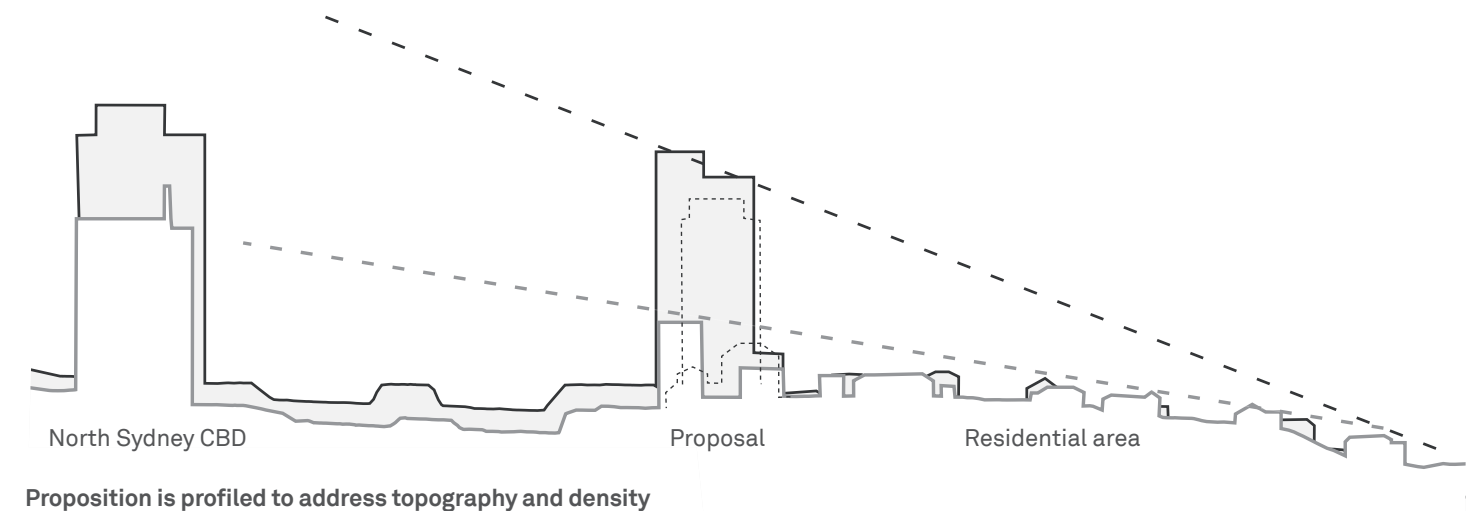 North Sydney CBD
Proposal
Residential area
Proposition is profiled to address topography and density